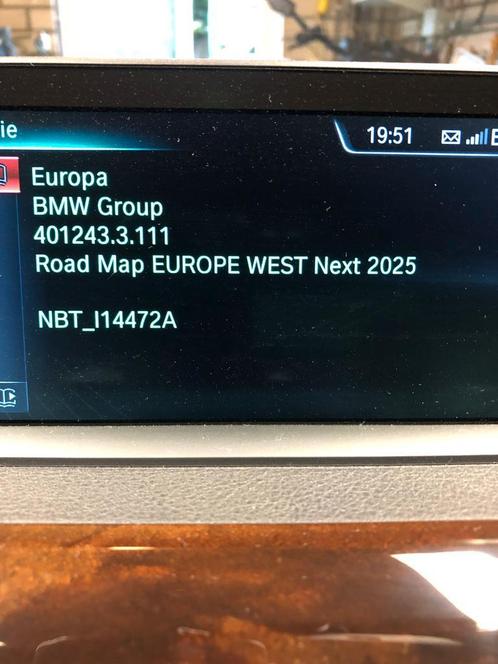 ie
19:51
E
Europa
BMW Group
401243.3.111
Road Map EUROPE WEST Next 2025
NBT_I14472A